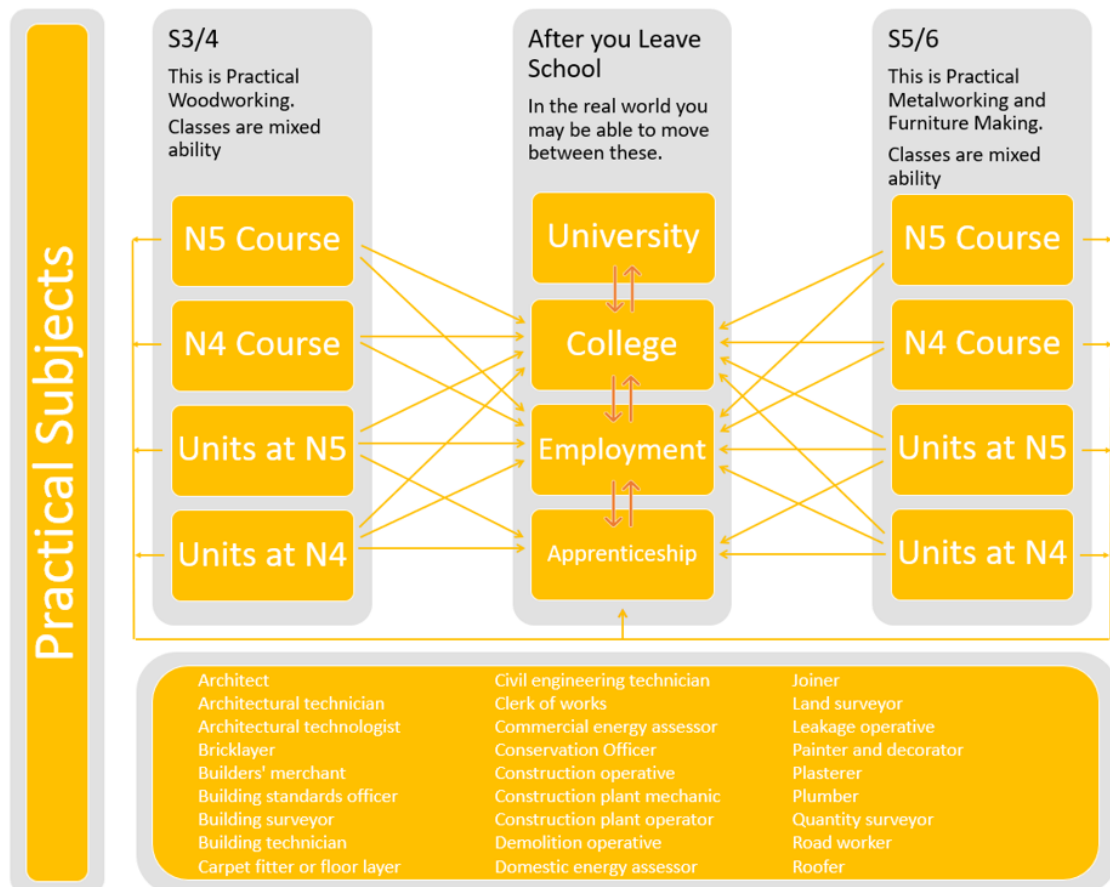 Practical Subjects
S3/4
This is Practical
Woodworking.
Classes are mixed
ability
N5 Course
N4 Course
Units at N5
Units at N4
After you Leave
School
In the real world you
may be able to move
between these.
University
College
Employment
Apprenticeship
S5/6
This is Practical
Metalworking and
Furniture Making.
Classes are mixed
ability
N5 Course
N4 Course
Units at N5
Units at N4
Architect
Architectural technician
Architectural technologist
Bricklayer
Builders' merchant
Building standards officer
Building surveyor
Building technician
Carpet fitter or floor layer
Civil engineering technician
Clerk of works
Commercial energy assessor
Conservation Officer
Construction operative
Construction plant mechanic
Construction plant operator
Demolition operative
Domestic energy assessor
Joiner
Land surveyor
Leakage operative
Painter and decorator
Plasterer
Plumber
Quantity surveyor
Road worker
Roofer